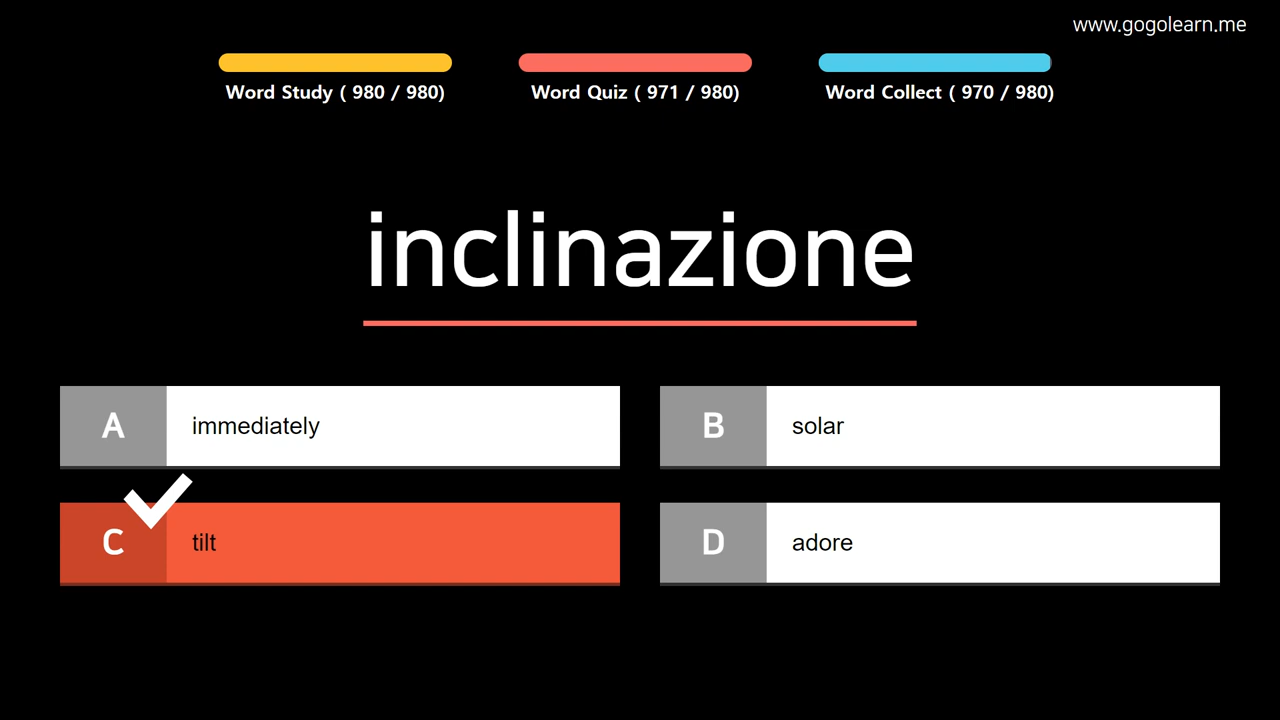 www.gogolearn.me
Word Study ( 980 / 980)
Word Quiz ( 971 / 980)
Word Collect ( 970 / 980)
inclinazione
A immediately
B solar
C tilt
D adore